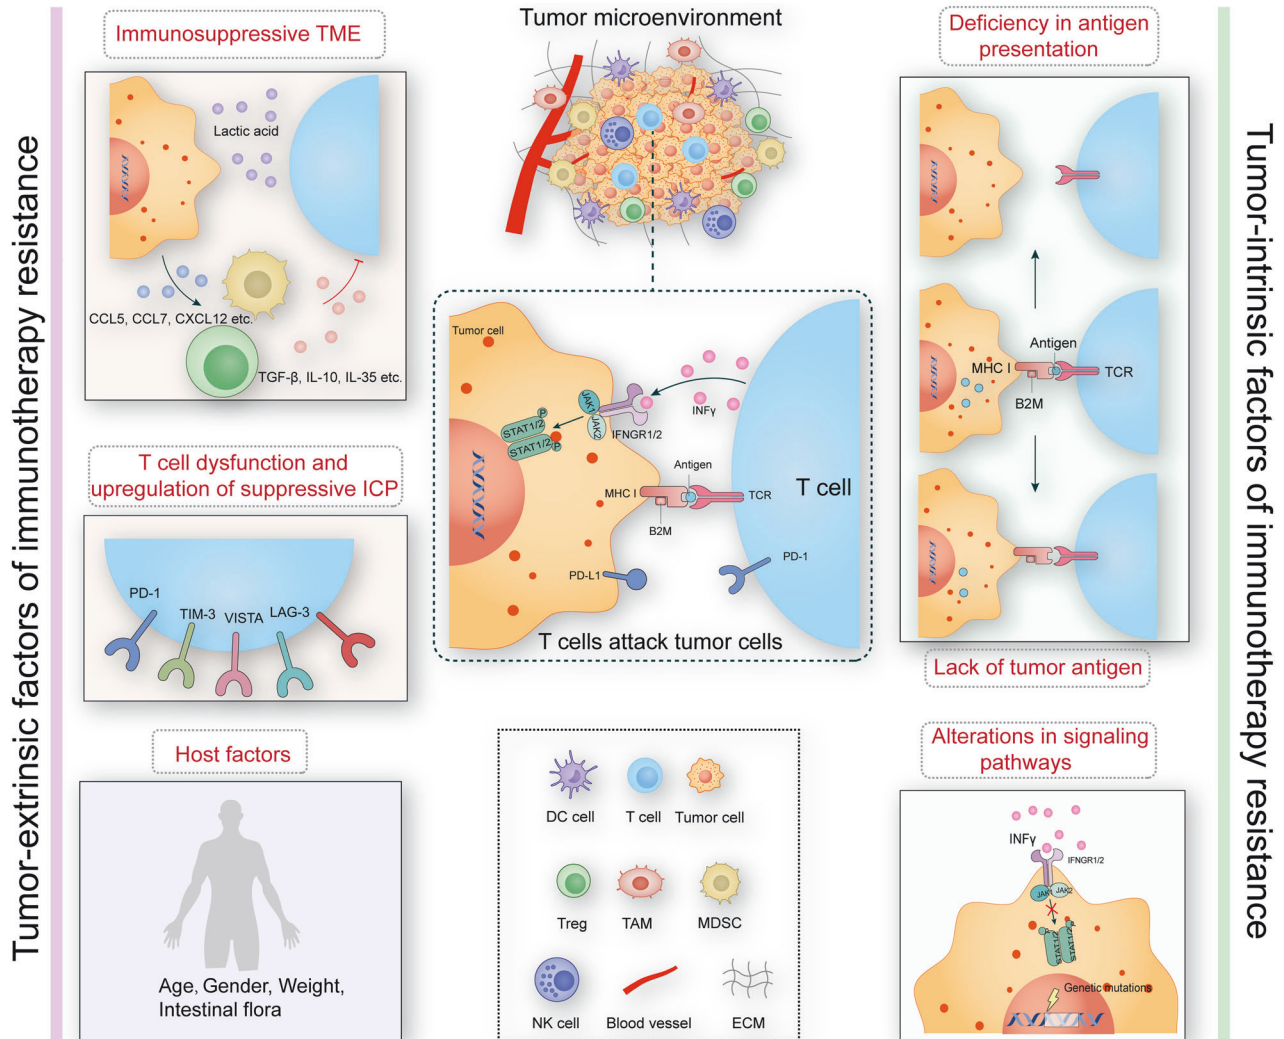 Tumor-extrinsic factors of immunotherapy resistance
Immunosuppressive TME
Lactic acid
CCL5, CCL7, CXCL12 etc.
TGF-β, IL-10, IL-35 etc.
T cell dysfunction and
upregulation of suppressive ICP
PD-1
TIM-3
VISTA
LAG-3
Host factors
Age, Gender, Weight,
Intestinal flora
Tumor microenvironment
Tumor cell
INFγ
JAK1
JAK2
IFNGR1/2
P
STAT1/2
STAT1/2
P
Antigen
MHC I
TCR
B2M
T cell
PD-L1
PD-1
T cells attack tumor cells
DC cell
T cell
Tumor cell
Treg
TAM
MDSC
NK cell
Blood vessel
ECM
Deficiency in antigen
presentation
Antigen
MHC I
TCR
B2M
Lack of tumor antigen
Alterations in signaling
pathways
INFγ
IFNGR1/2
JAK1
JAK2
P
P
STAT1/2
STAT1/2
Genetic mutations
Tumor-intrinsic factors of immunotherapy resistance